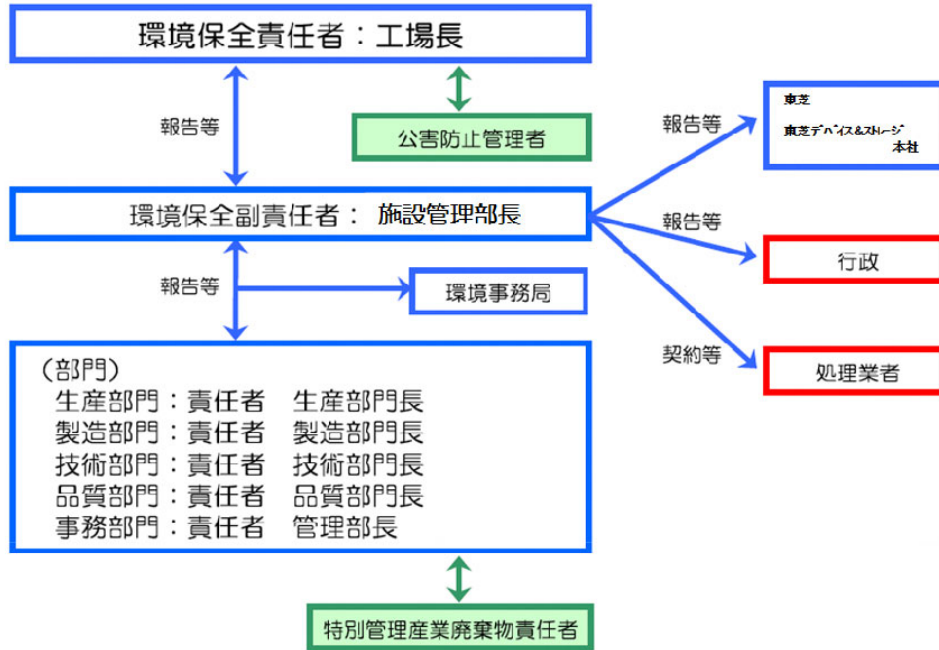 環境保全責任者：工場長
報告等
公害防止管理者
報告等
東芝
東芝デバイス&ストレージ
本社
環境保全副責任者： 施設管理部長
報告等
行政
報告等
環境事務局
契約等
処理業者
（部門）
生産部門：責任者 生産部門長
製造部門：責任者 製造部門長
技術部門：責任者 技術部門長
品質部門：責任者 品質部門長
事務部門：責任者 管理部長
特別管理産業廃棄物責任者